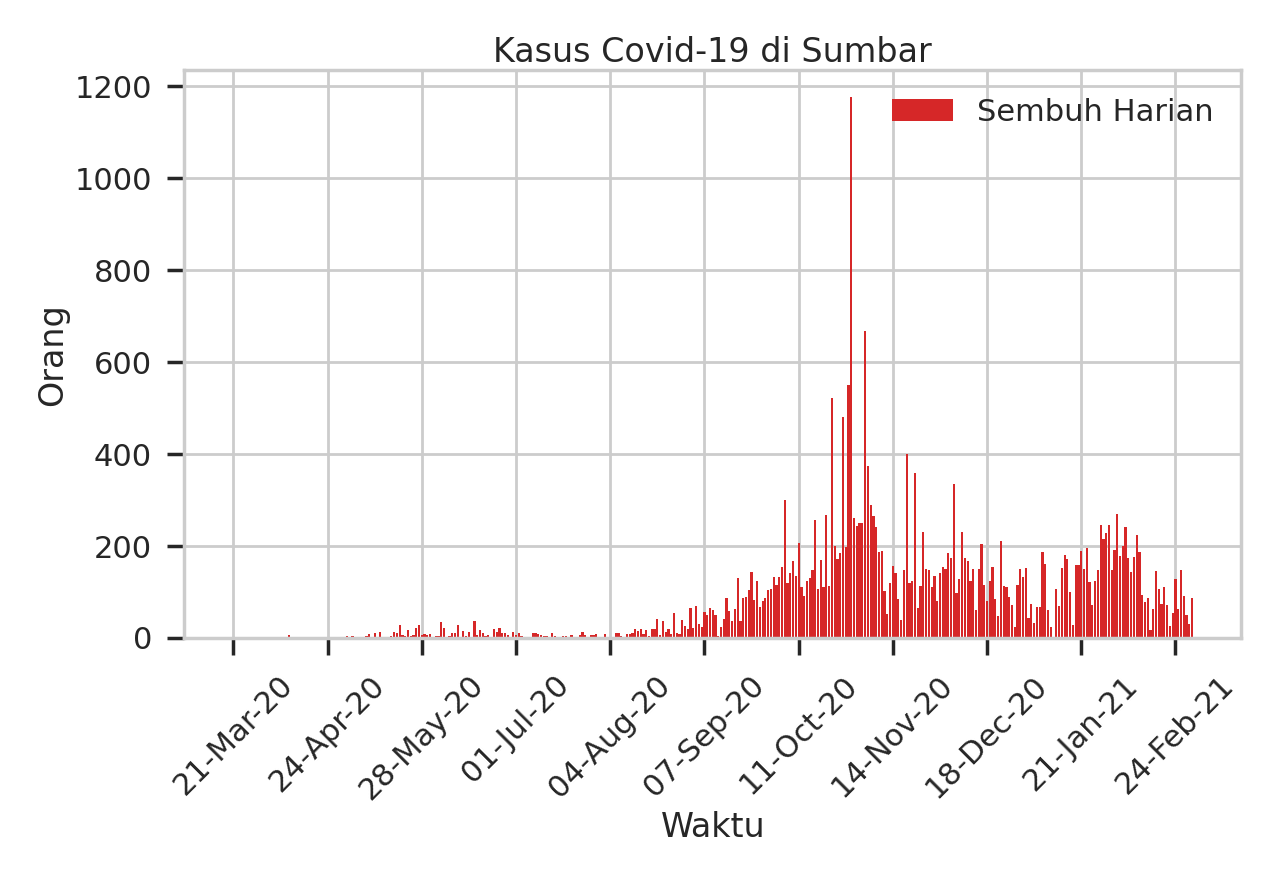 Kasus Covid-19 di Sumbar
Sembuh Harian
1200
1000
800
600
400
200
0
Orang
21-Mar-20
24-Apr-20
28-May-20
01-Jul-20
04-Aug-20
07-Sep-20
11-Oct-20
14-Nov-20
18-Dec-20
21-Jan-21
24-Feb-21
Waktu